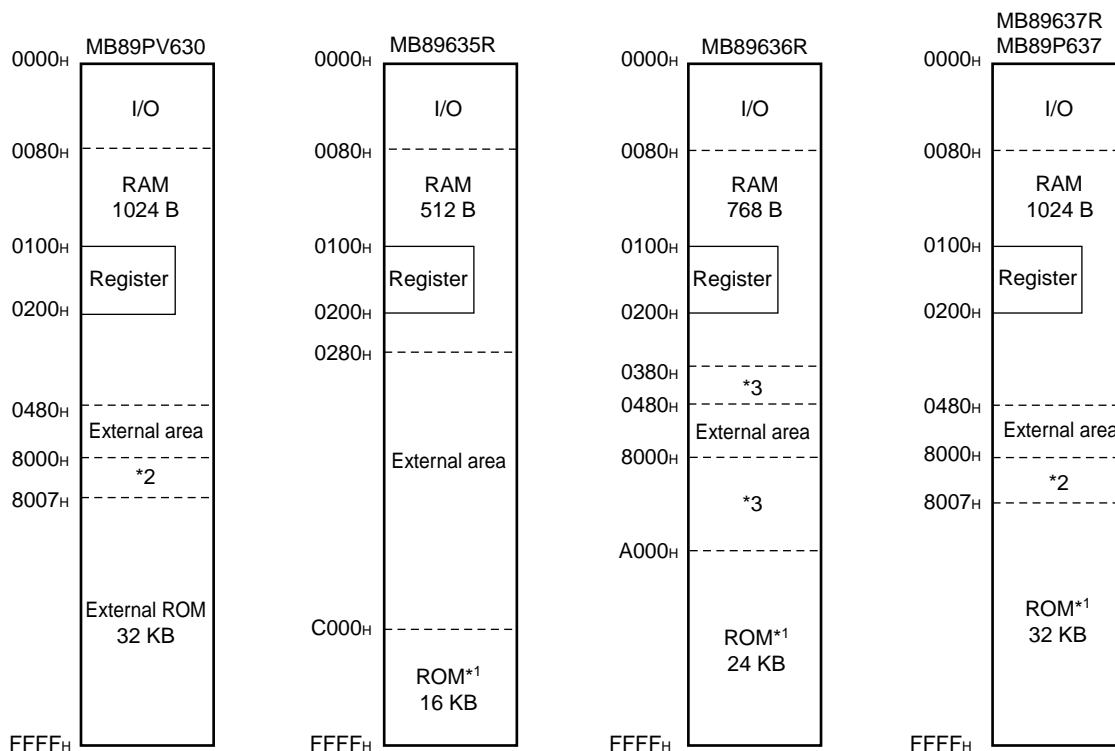 MB89PV630
0000H
I/O
0080H
RAM
1024 B
0100H
Register
0200H
0480H
External area
8000H
*2
8007H
External ROM
32 KB
FFFFH
MB89635R
0000H
I/O
0080H
RAM
512 B
0100H
Register
0200H
0280H
External area
C000H
ROM*1
16 KB
FFFFH
MB89636R
0000H
I/O
0080H
RAM
768 B
0100H
Register
0200H
0380H
*3
0480H
External area
8000H
*3
A000H
ROM*1
24 KB
FFFFH
MB89637R
MB89P637
0000H
I/O
0080H
RAM
1024 B
0100H
Register
0200H
0480H
External area
8000H
*2
8007H
ROM*1
32 KB
FFFFH